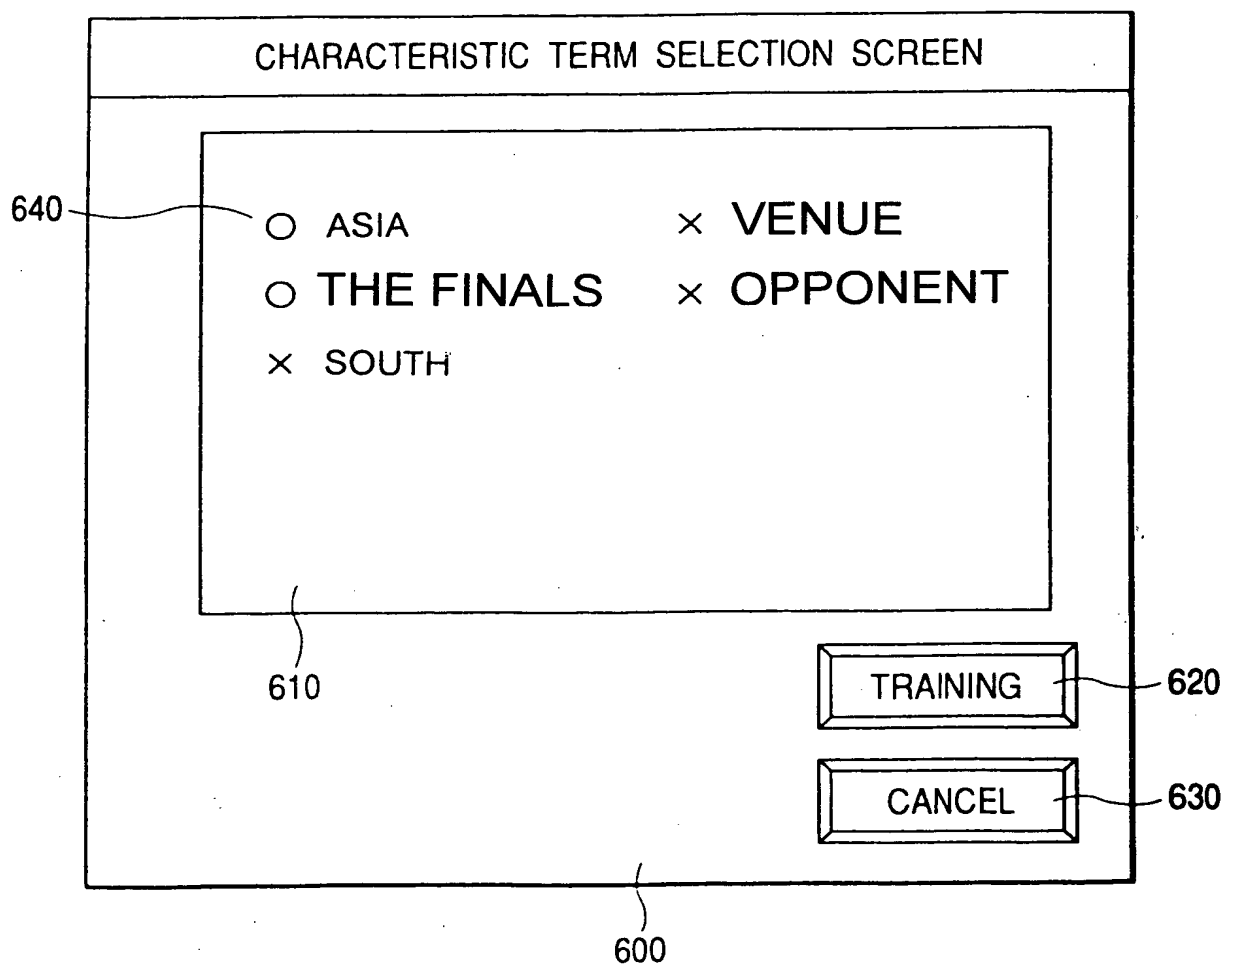 CHARACTERISTIC TERM SELECTION SCREEN
640
○ ASIA × VENUE
○ THE FINALS × OPPONENT
× SOUTH
610
TRAINING 620
CANCEL 630
600